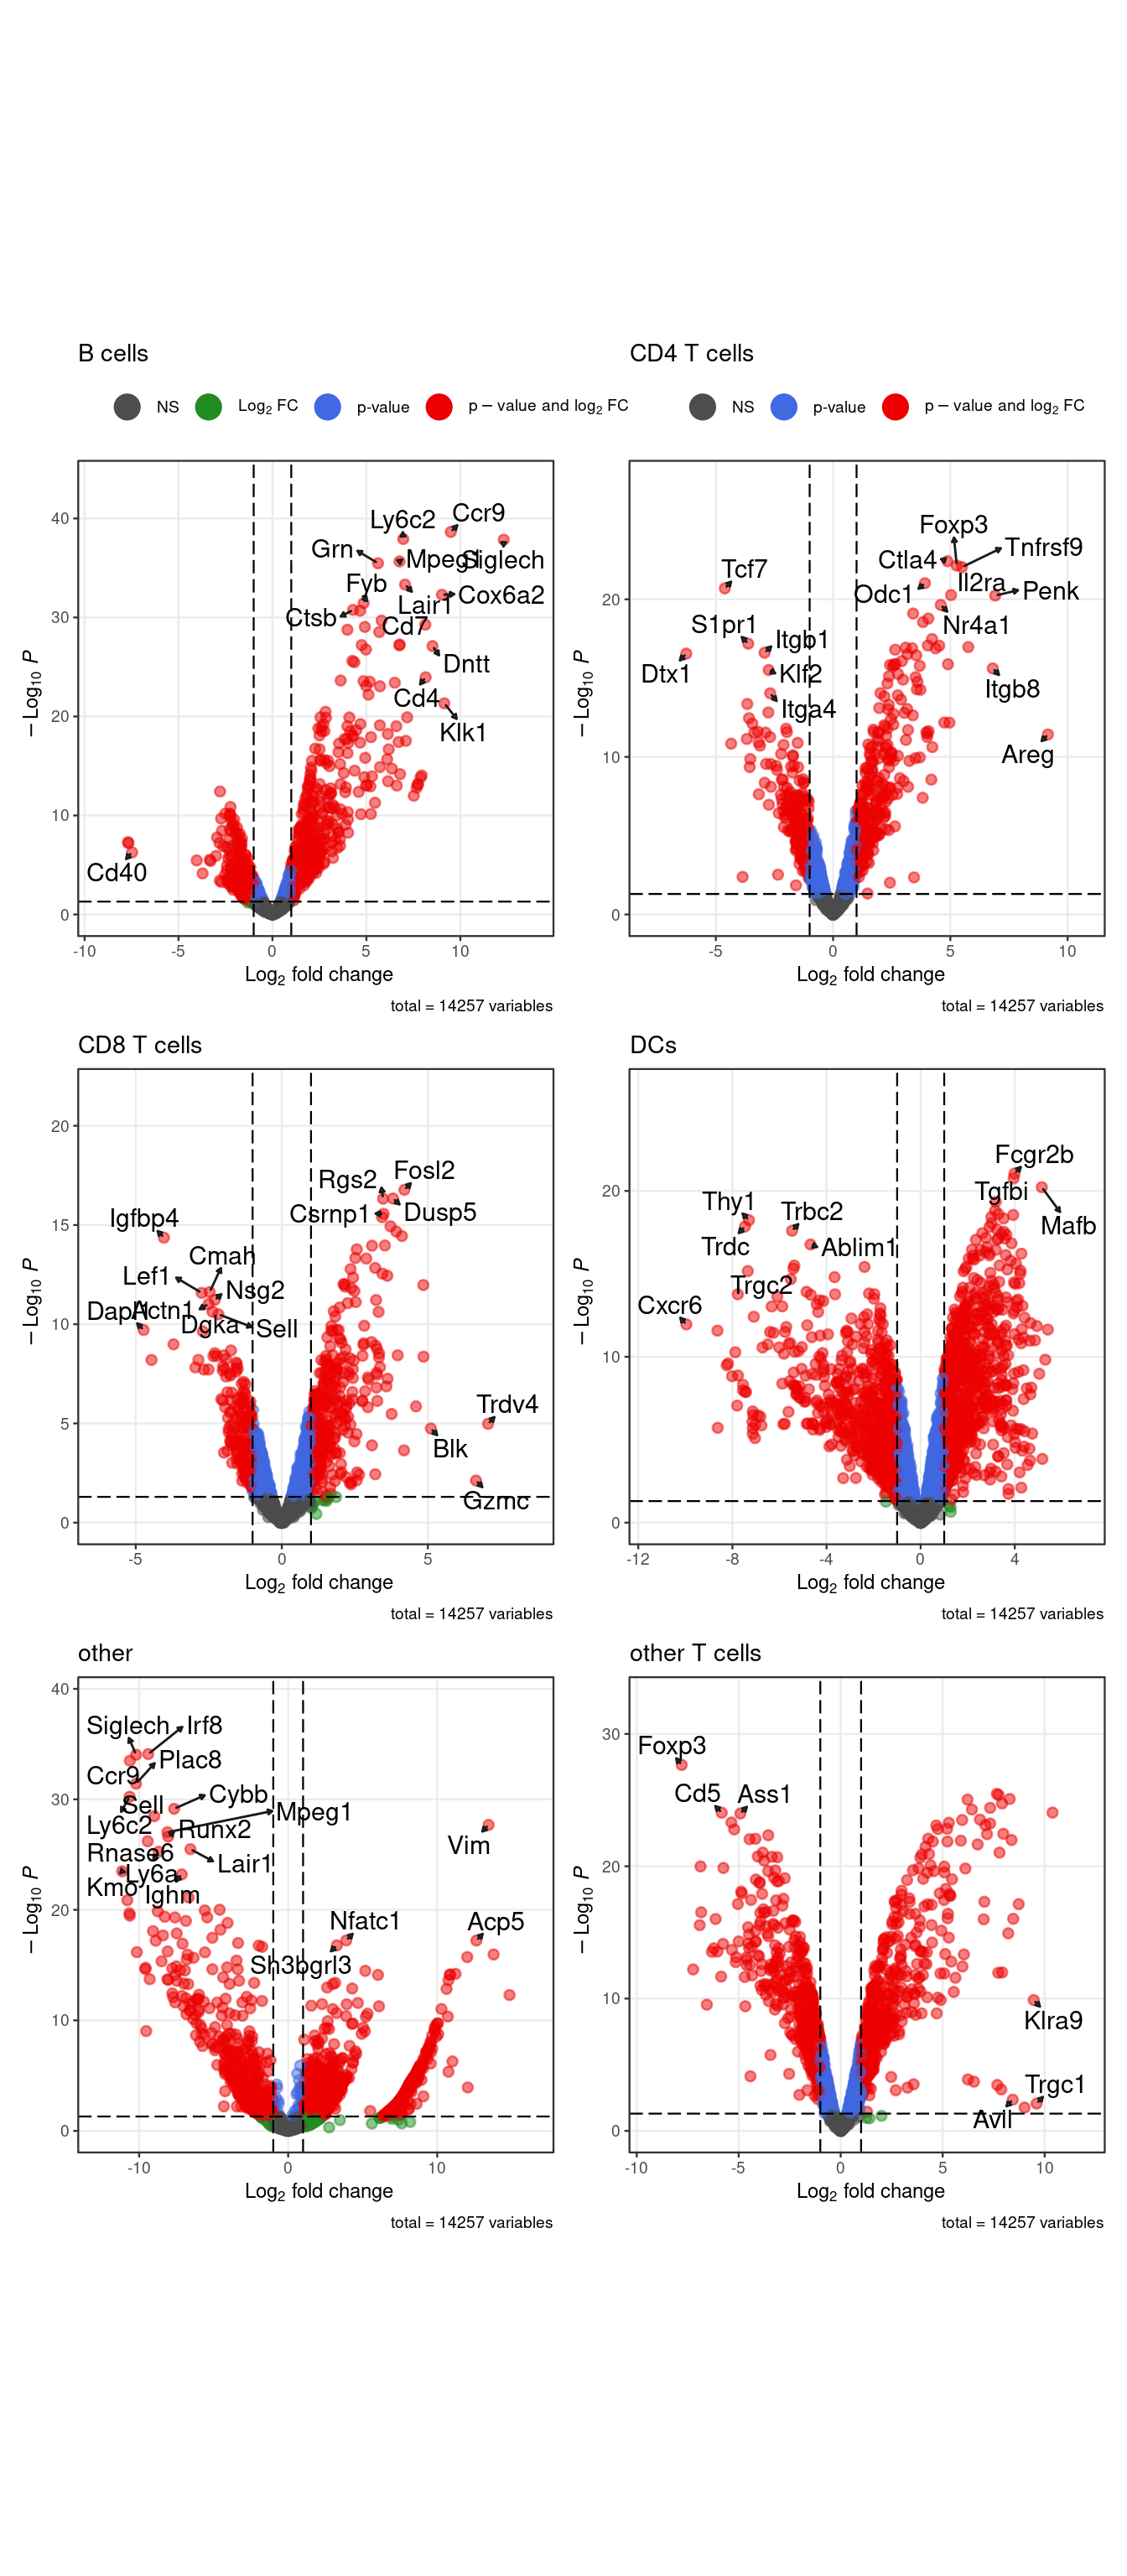 B cells
CD4 T cells
NS
Log2 FC
p-value
p – value and log2 FC
NS
p-value
p – value and log2 FC
– Log10 P
40
30
20
10
0
Ly6c2
Ccr9
Grn
Mpeg1
Siglech
Fyb
Cox6a2
Lair1
Ctsb
Cd7
Dntt
Cd4
Klk1
Cd40
-10
-5
0
5
10
Log2 fold change
total = 14257 variables
– Log10 P
20
10
0
Foxp3
Tnfrsf9
Ctla4
Tcf7
Il2ra
Odc1
Penk
Nr4a1
S1pr1
Itgb1
Dtx1
Klf2
Itgb8
Itga4
Areg
-5
0
5
10
Log2 fold change
total = 14257 variables
CD8 T cells
DCs
– Log10 P
20
15
10
5
0
Fosl2
Rgs2
Csrnp1
Dusp5
Igfbp4
Cmah
Lef1
Nsg2
Dapl1
Actn1
Dgka
Sell
Trdv4
Blk
Gzmc
-5
0
5
Log2 fold change
total = 14257 variables
– Log10 P
20
10
0
Fcgr2b
Tgfbi
Mafb
Thy1
Trbc2
Trdc
Ablim1
Trgc2
Cxcr6
-12
-8
-4
0
4
Log2 fold change
total = 14257 variables
other
other T cells
– Log10 P
40
30
20
10
0
Siglech
Irf8
Plac8
Ccr9
Cybb
Sell
Mpeg1
Ly6c2
Runx2
Rnase6
Lair1
Ly6a
Kmo
Ighm
Vim
Nfatc1
Acp5
Sh3bgrl3
-10
0
10
Log2 fold change
total = 14257 variables
– Log10 P
30
20
10
0
Foxp3
Cd5
Ass1
Klra9
Trgc1
Avil
-10
-5
0
5
10
Log2 fold change
total = 14257 variables